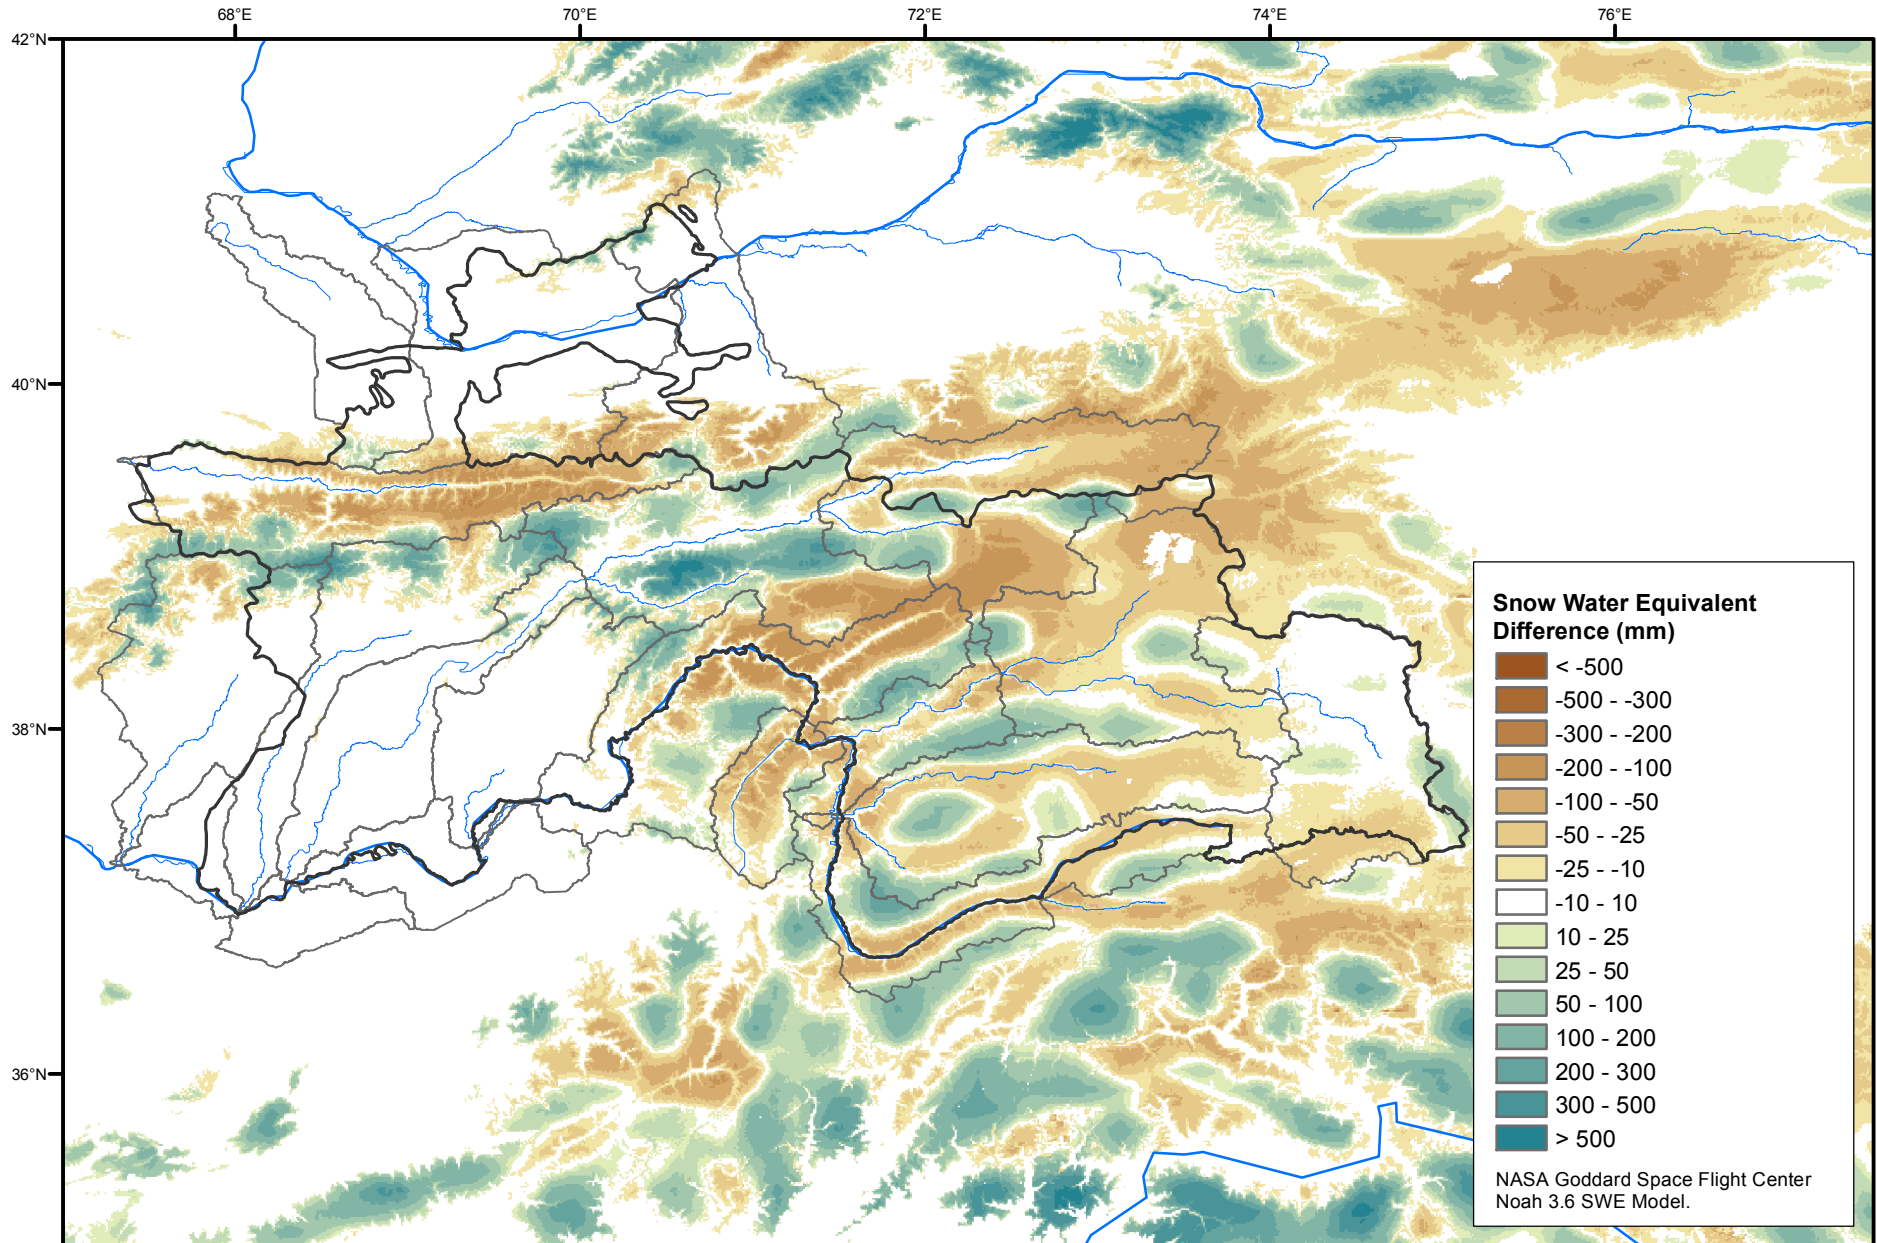 68°E
70°E
72°E
74°E
76°E
42°N
40°N
38°N
36°N
Snow Water Equivalent
Difference (mm)
< -500
-500 - -300
-300 - -200
-200 - -100
-100 - -50
-50 - -25
-25 - -10
-10 - 10
10 - 25
25 - 50
50 - 100
100 - 200
200 - 300
300 - 500
> 500
NASA Goddard Space Flight Center
Noah 3.6 SWE Model.